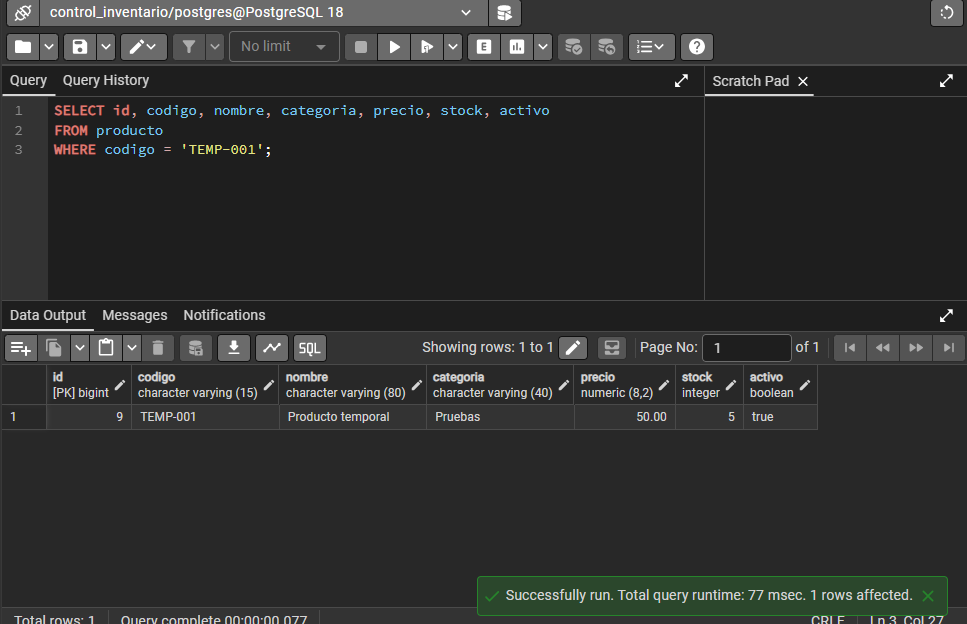 control_inventario/postgres@PostgreSQL 18
No limit
Query Query History
Scratch Pad
1 SELECT id, codigo, nombre, categoria, precio, stock, activo
2 FROM producto
3 WHERE codigo = 'TEMP-001';
Data Output Messages Notifications
SQL Showing rows: 1 to 1 Page No: 1 of 1
id codigo nombre categoria precio stock activo
[PK] bigint character varying (15) character varying (80) character varying (40) numeric (8,2) integer boolean
1 9 TEMP-001 Producto temporal Pruebas 50.00 5 true
Successfully run. Total query runtime: 77 msec. 1 rows affected.
Total rows: 1 Query complete 00:00:00.077 CRLF Ln 3, Col 27